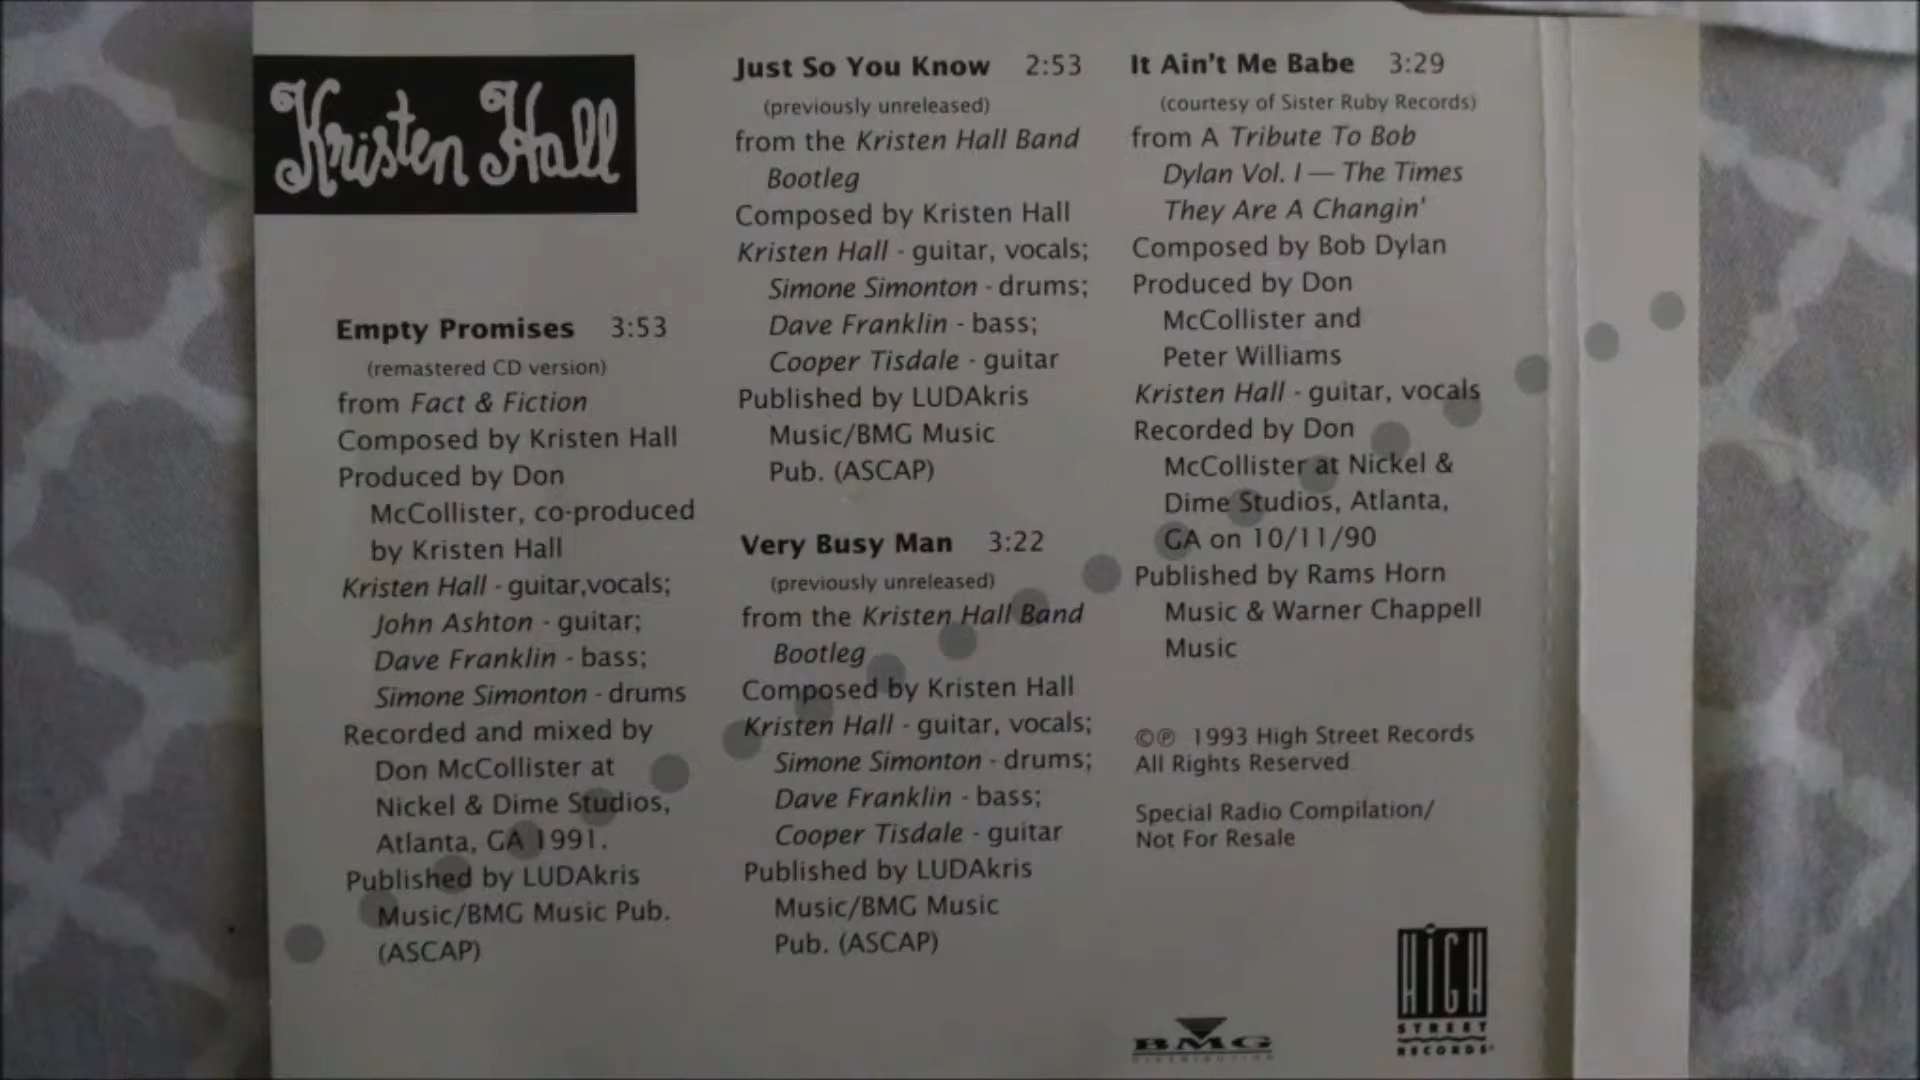 Kristen Hall
Empty Promises 3:53
(remastered CD version)
from Fact & Fiction
Composed by Kristen Hall
Produced by Don
McCollister, co-produced
by Kristen Hall
Kristen Hall - guitar,vocals;
John Ashton - guitar;
Dave Franklin - bass;
Simone Simonton - drums
Recorded and mixed by
Don McCollister at
Nickel & Dime Studios,
Atlanta, GA 1991.
Published by LUDAkris
Music/BMG Music Pub.
(ASCAP)
Just So You Know 2:53
(previously unreleased)
from the Kristen Hall Band
Bootleg
Composed by Kristen Hall
Kristen Hall - guitar, vocals;
Simone Simonton - drums;
Dave Franklin - bass;
Cooper Tisdale - guitar
Published by LUDAkris
Music/BMG Music
Pub. (ASCAP)
Very Busy Man 3:22
(previously unreleased)
from the Kristen Hall Band
Bootleg
Composed by Kristen Hall
Kristen Hall - guitar, vocals;
Simone Simonton - drums;
Dave Franklin - bass;
Cooper Tisdale - guitar
Published by LUDAkris
Music/BMG Music
Pub. (ASCAP)
It Ain't Me Babe 3:29
(courtesy of Sister Ruby Records)
from A Tribute To Bob
Dylan Vol. I — The Times
They Are A Changin'
Composed by Bob Dylan
Produced by Don
McCollister and
Peter Williams
Kristen Hall - guitar, vocals
Recorded by Don
McCollister at Nickel &
Dime Studios, Atlanta,
GA on 10/11/90
Published by Rams Horn
Music & Warner Chappell
Music
©℗ 1993 High Street Records
All Rights Reserved
Special Radio Compilation/
Not For Resale
BMG
DISTRIBUTION
HiGH
STREET
RECORDS